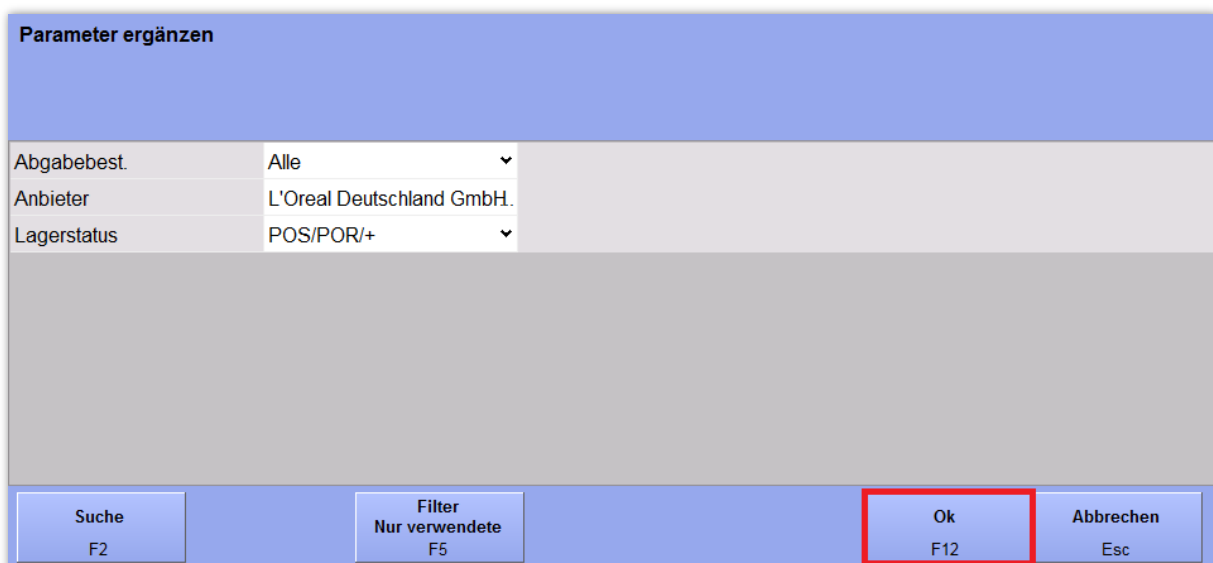 Parameter ergänzen
Abgabebest. Alle
Anbieter L'Oreal Deutschland GmbH..
Lagerstatus POS/POR/+
Suche
F2
Filter
Nur verwendete
F5
Ok
F12
Abbrechen
Esc